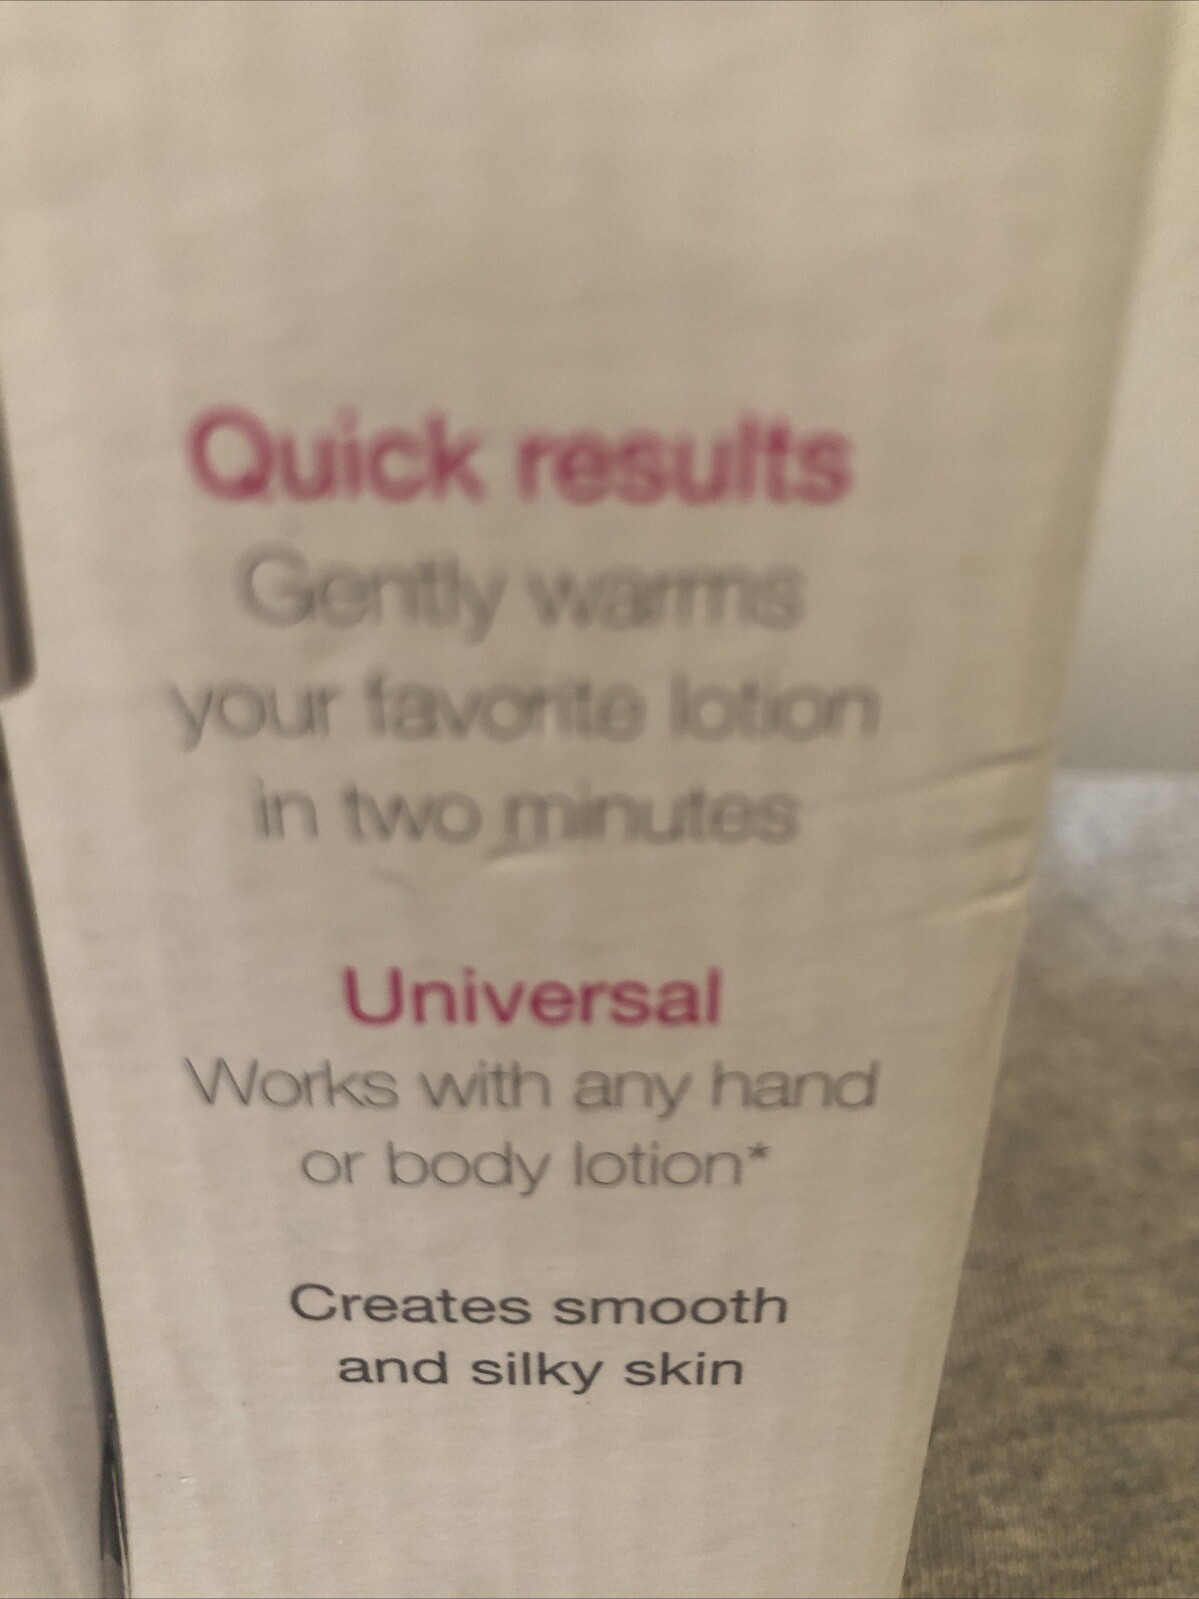 Quick results
Gently warms
your favorite lotion
in two minutes
Universal
Works with any hand
or body lotion*
Creates smooth
and silky skin